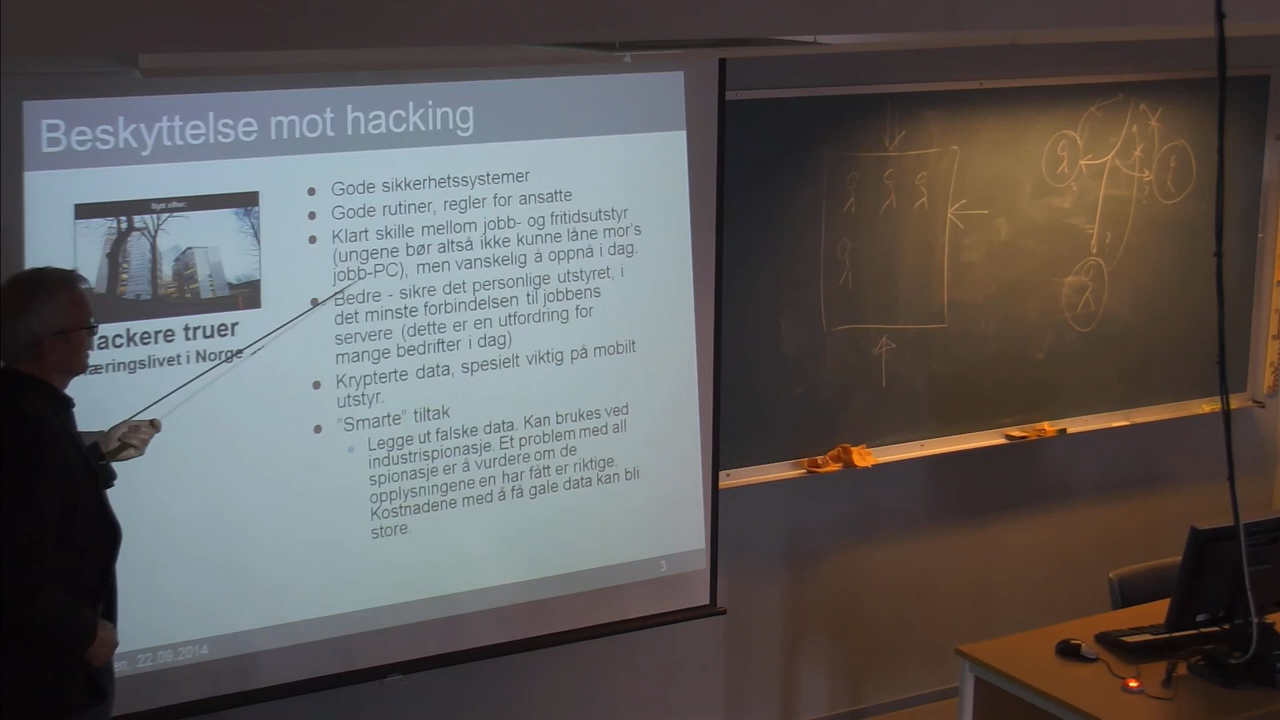 Beskyttelse mot hacking
Nytt siffer:
ackere truer
æringslivet i Norge
Gode sikkerhetssystemer
Gode rutiner, regler for ansatte
Klart skille mellom jobb- og fritidsutstyr
(ungene bør altså ikke kunne låne mor's
jobb-PC), men vanskelig å oppnå i dag.
Bedre - sikre det personlige utstyret, i
det minste forbindelsen til jobbens
servere (dette er en utfordring for
mange bedrifter i dag)
Krypterte data, spesielt viktig på mobilt
utstyr.
"Smarte" tiltak
Legge ut falske data. Kan brukes ved
industrispionasje. Et problem med all
spionasje er å vurdere om de
opplysningene en har fått er riktige.
Kostnadene med å få gale data kan bli
store.
3
en, 22.09.2014